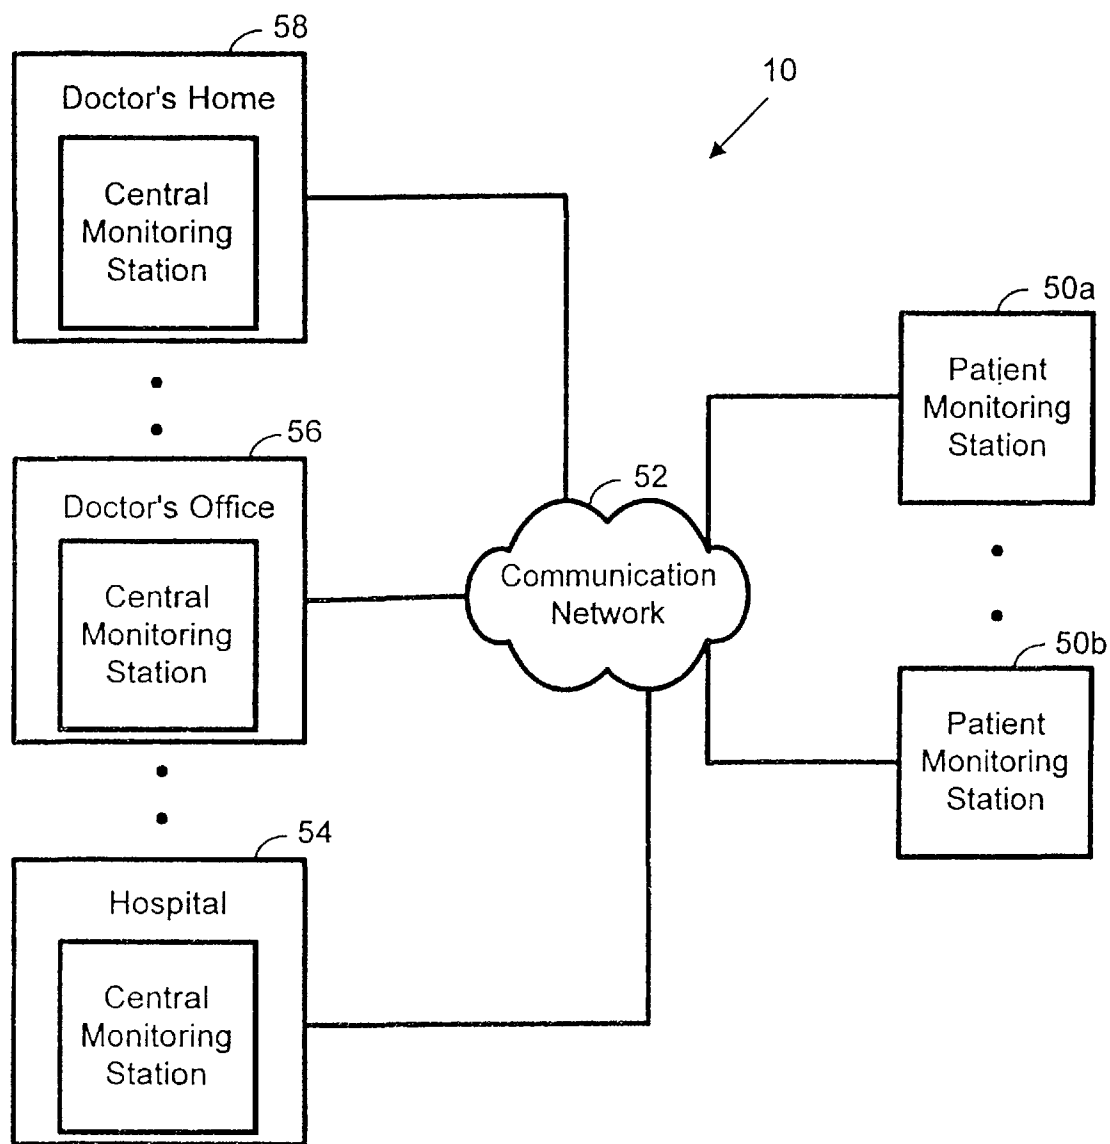 58
Doctor's Home
Central
Monitoring
Station
10
50a
Patient
Monitoring
Station
56
Doctor's Office
Central
Monitoring
Station
52
Communication
Network
50b
Patient
Monitoring
Station
54
Hospital
Central
Monitoring
Station